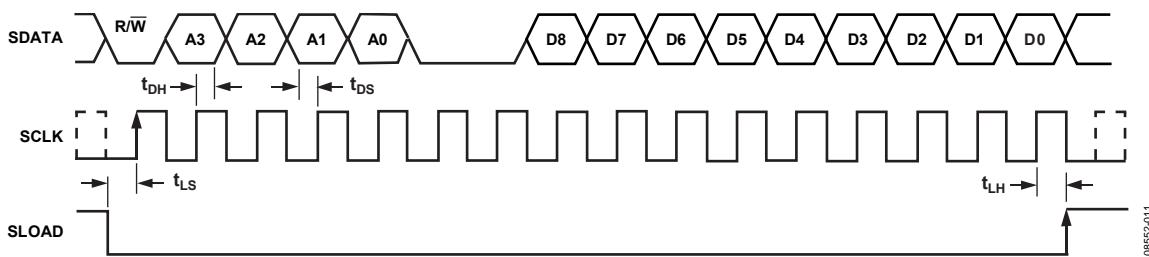 SDATA R/W̅ A3 A2 A1 A0 D8 D7 D6 D5 D4 D3 D2 D1 D0
tDH tDS
SCLK
tLS tLH
SLOAD
08552-011